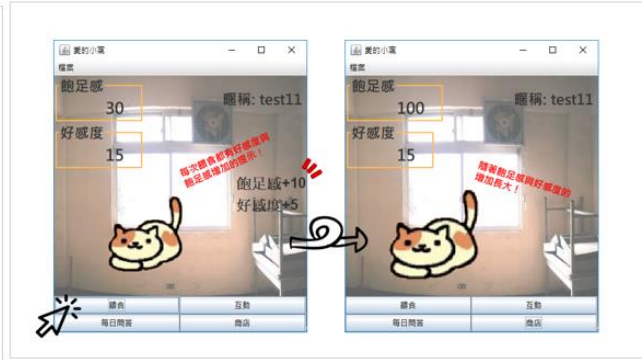 愛的小窩
檔案
飽足感
30
暱稱: test11
好感度
15
每次餵食都有好感度與
飽足感增加的提示！
飽足感+10
好感度+5
餵食
互動
每日問答
商店
愛的小窩
檔案
飽足感
100
暱稱: test11
好感度
15
隨著飽足感與好感度的
增加長大！
餵食
互動
每日問答
商店